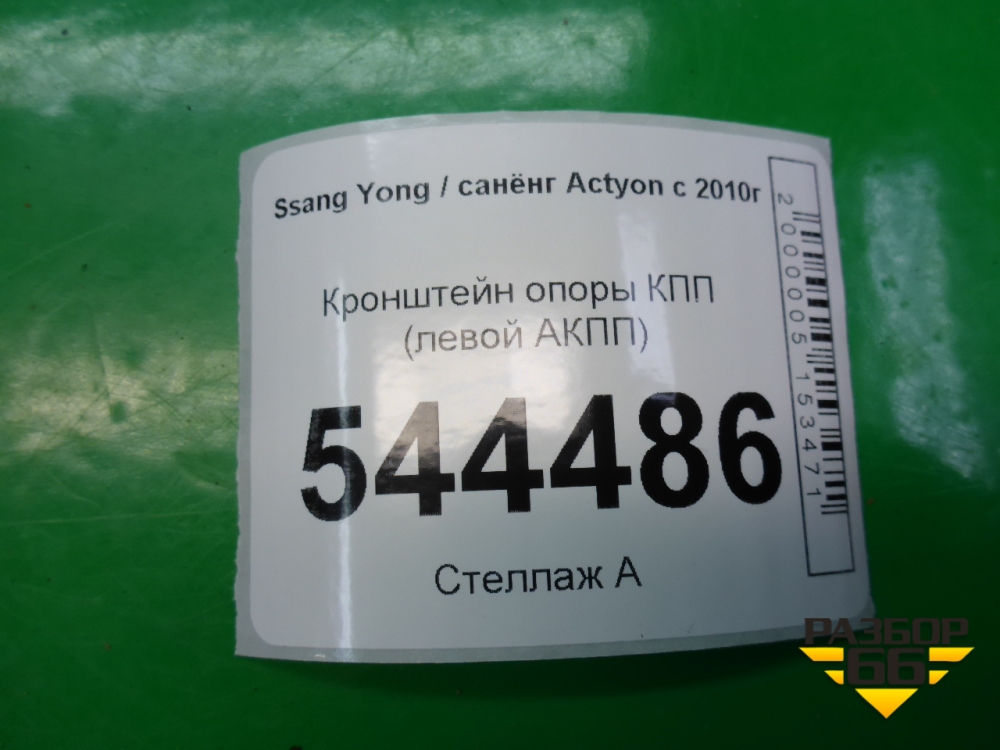 Ssang Yong / санёнг Actyon с 2010г
Кронштейн опоры КПП
(левой АКПП)
544486
Стеллаж А
2000005153471
РАЗБОР
66